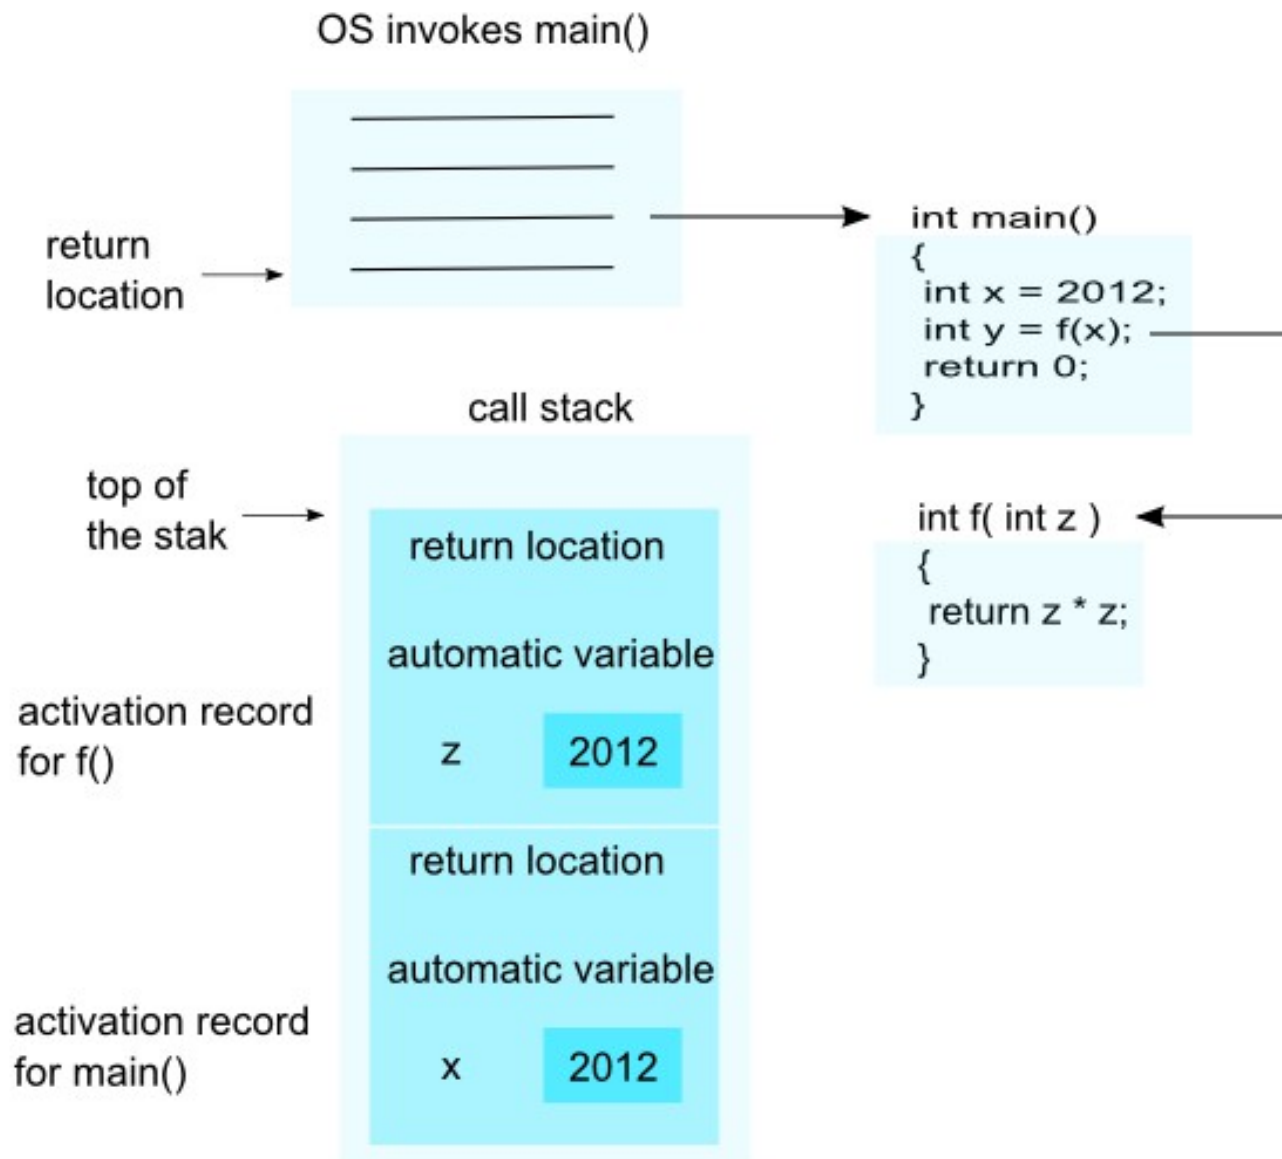 OS invokes main()
return
location
int main()
{
int x = 2012;
int y = f(x);
return 0;
}
call stack
top of
the stak
return location
automatic variable
z 2012
activation record
for f()
return location
automatic variable
x 2012
activation record
for main()
int f( int z )
{
return z * z;
}